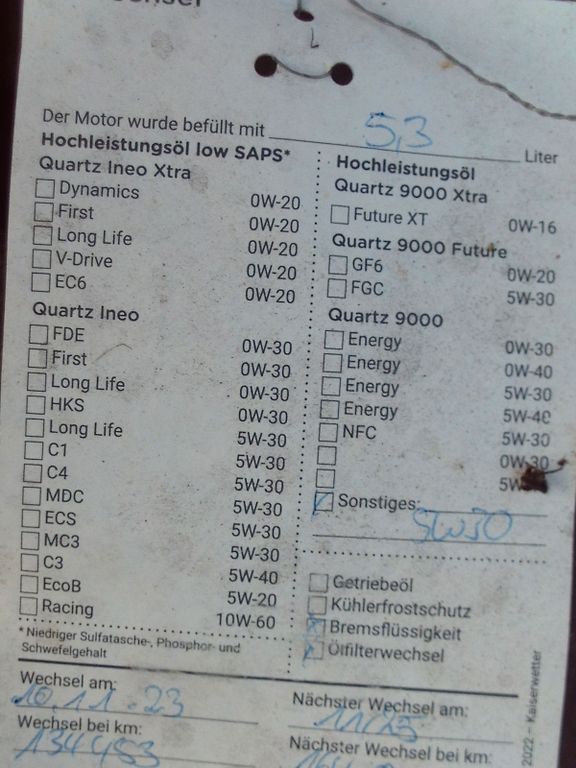 Der Motor wurde befüllt mit 5,3 Liter
Hochleistungsöl low SAPS*
Quartz Ineo Xtra
Dynamics 0W-20
First 0W-20
Long Life 0W-20
V-Drive 0W-20
EC6 0W-20
Quartz Ineo
FDE 0W-30
First 0W-30
Long Life 0W-30
HKS 0W-30
Long Life 5W-30
C1 5W-30
C4 5W-30
MDC 5W-30
ECS 5W-30
MC3 5W-30
C3 5W-40
EcoB 5W-20
Racing 10W-60
* Niedriger Sulfatasche-, Phosphor- und
Schwefelgehalt
Hochleistungsöl
Quartz 9000 Xtra
Future XT 0W-16
Quartz 9000 Future
GF6 0W-20
FGC 5W-30
Quartz 9000
Energy 0W-30
Energy 0W-40
Energy 5W-30
Energy 5W-40
NFC 5W-30
0W-30
Sonstiges:
5W30
Getriebeöl
Kühlerfrostschutz
Bremsflüssigkeit
Ölfilterwechsel
Wechsel am:
10.11.23
Nächster Wechsel am:
11/25
Wechsel bei km:
134453
Nächster Wechsel bei km:
2022 – Kaiserwetter